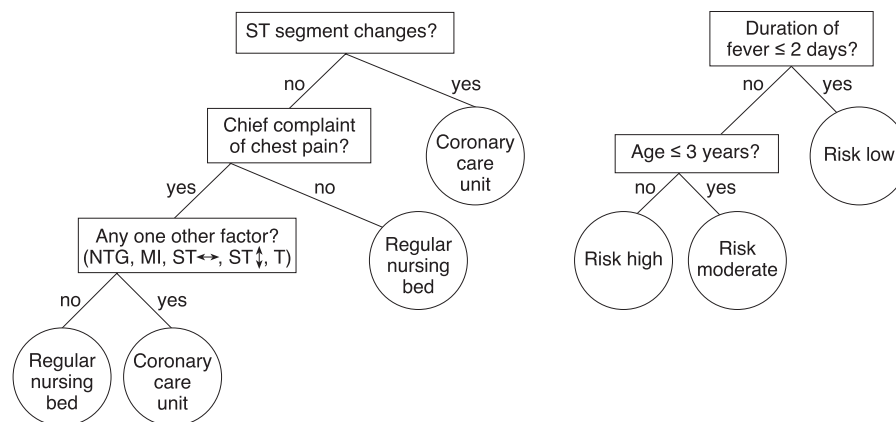 ST segment changes?
no
yes
Chief complaint
of chest pain?
Coronary
care
unit
yes
no
Any one other factor?
(NTG, MI, ST↔, ST↕, T)
Regular
nursing
bed
no
yes
Regular
nursing
bed
Coronary
care
unit
Duration of
fever ≤ 2 days?
no
yes
Age ≤ 3 years?
Risk low
no
yes
Risk high
Risk
moderate